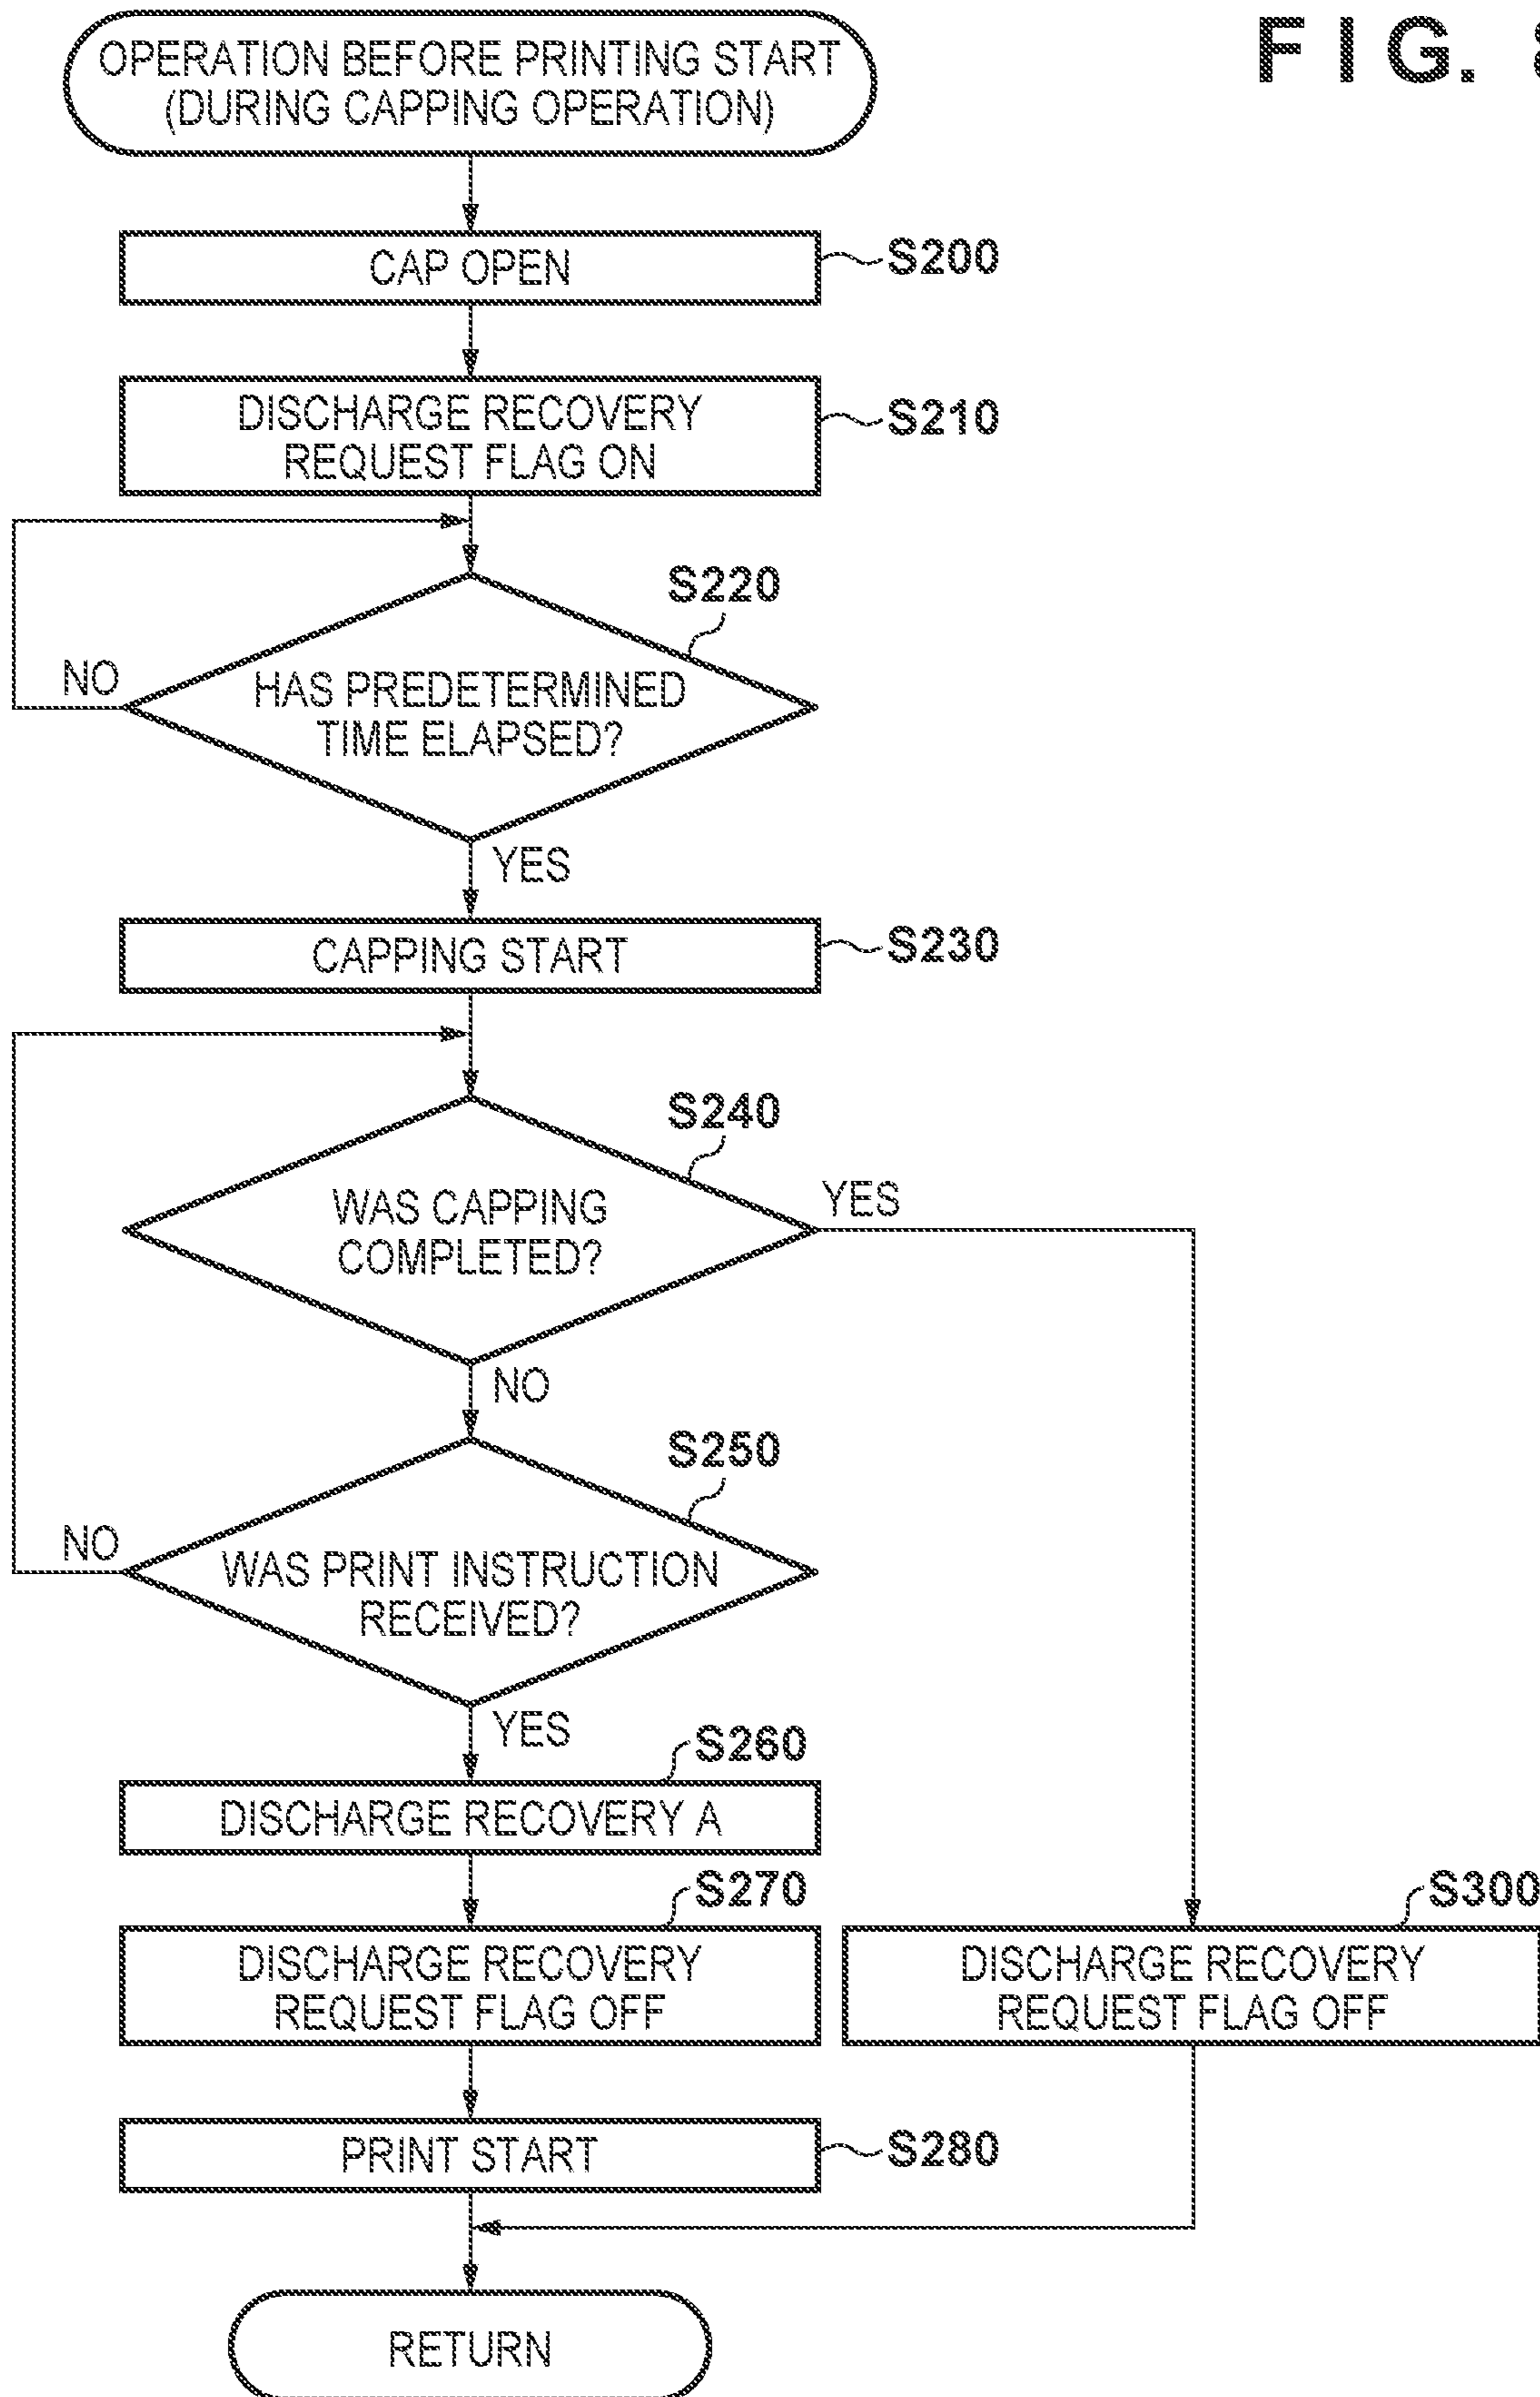 FIG. 8
OPERATION BEFORE PRINTING START
(DURING CAPPING OPERATION)
CAP OPEN
S200
DISCHARGE RECOVERY
REQUEST FLAG ON
S210
S220
NO
HAS PREDETERMINED
TIME ELAPSED?
YES
CAPPING START
S230
S240
WAS CAPPING
COMPLETED?
YES
NO
S250
NO
WAS PRINT INSTRUCTION
RECEIVED?
YES
S260
DISCHARGE RECOVERY A
S270
DISCHARGE RECOVERY
REQUEST FLAG OFF
S300
DISCHARGE RECOVERY
REQUEST FLAG OFF
PRINT START
S280
RETURN